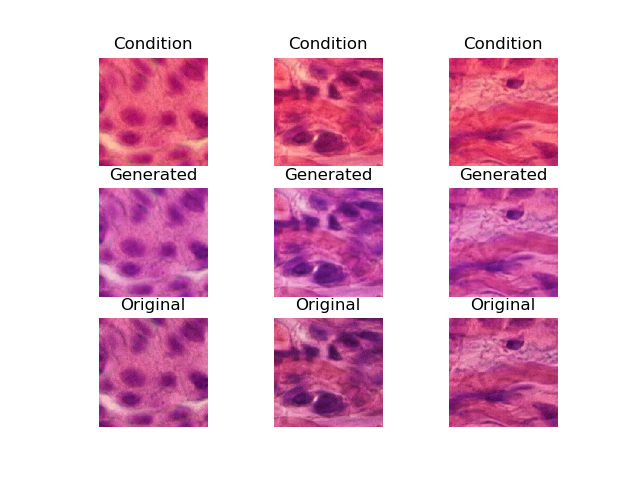 Condition Condition Condition
Generated Generated Generated
Original Original Original